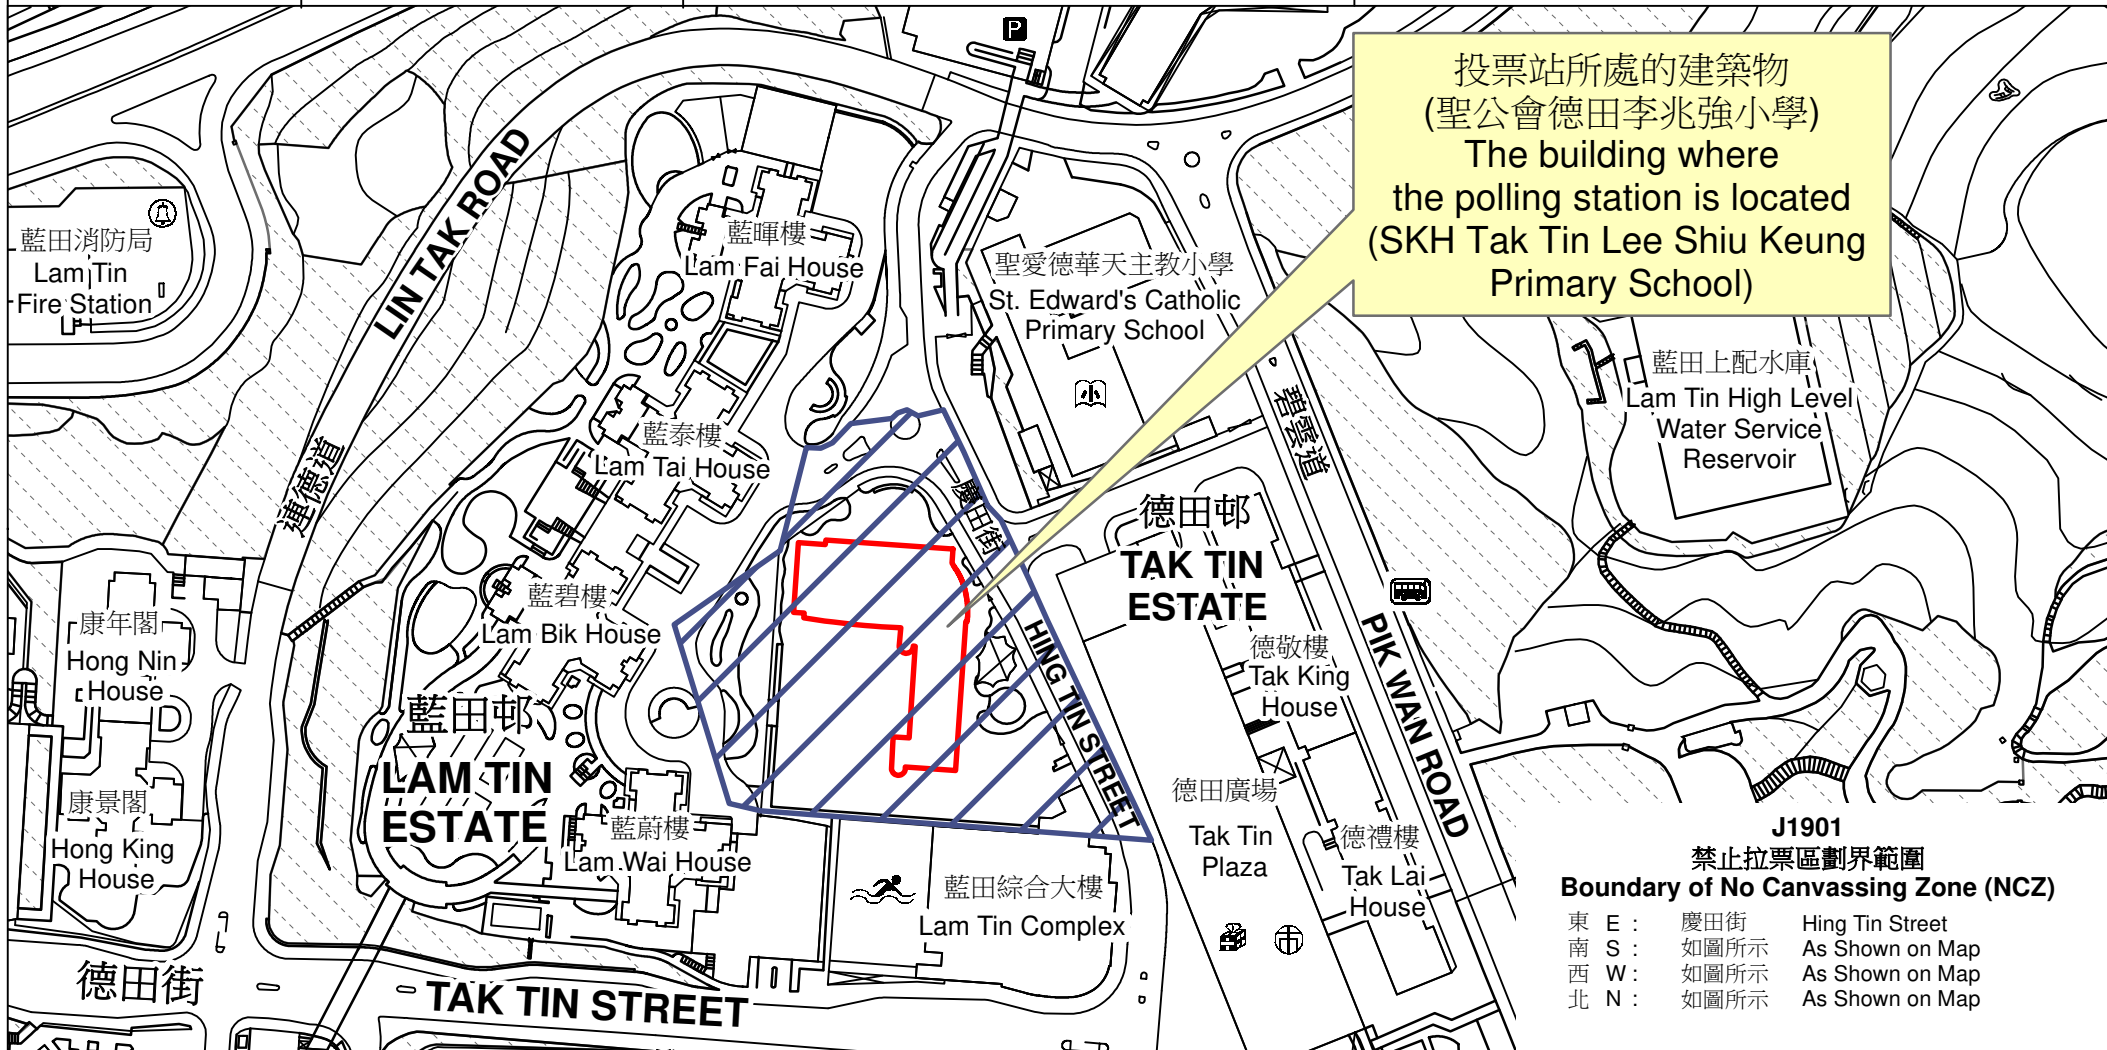 P
投票站所處的建築物
(聖公會德田李兆強小學)
The building where
the polling station is located
(SKH Tak Tin Lee Shiu Keung
Primary School)
LIN TAK ROAD
連德道
藍田消防局
Lam Tin
Fire Station
藍暉樓
Lam Fai House
聖愛德華天主教小學
St. Edward's Catholic
Primary School
小
藍田上配水庫
Lam Tin High Level
Water Service
Reservoir
藍泰樓
Lam Tai House
碧雲道
PIK WAN ROAD
慶田街
HING TIN STREET
德田邨
TAK TIN
ESTATE
藍碧樓
Lam Bik House
康年閣
Hong Nin
House
德敬樓
Tak King
House
藍田邨
LAM TIN
ESTATE
康景閣
Hong King
House
藍蔚樓
Lam Wai House
德田廣場
Tak Tin
Plaza
德禮樓
Tak Lai
House
藍田綜合大樓
Lam Tin Complex
德田街
TAK TIN STREET
J1901
禁止拉票區劃界範圍
Boundary of No Canvassing Zone (NCZ)
東 E : 慶田街 Hing Tin Street
南 S : 如圖所示 As Shown on Map
西 W : 如圖所示 As Shown on Map
北 N : 如圖所示 As Shown on Map